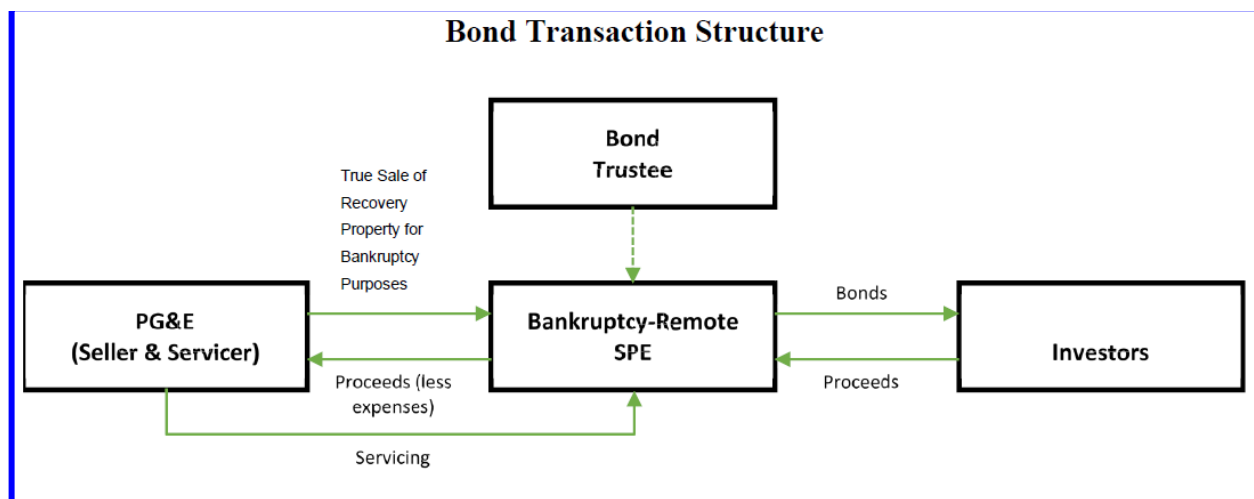 Bond Transaction Structure
Bond
Trustee
True Sale of
Recovery
Property for
Bankruptcy
Purposes
PG&E
(Seller & Servicer)
Bankruptcy-Remote
SPE
Bonds
Investors
Proceeds (less
expenses)
Proceeds
Servicing